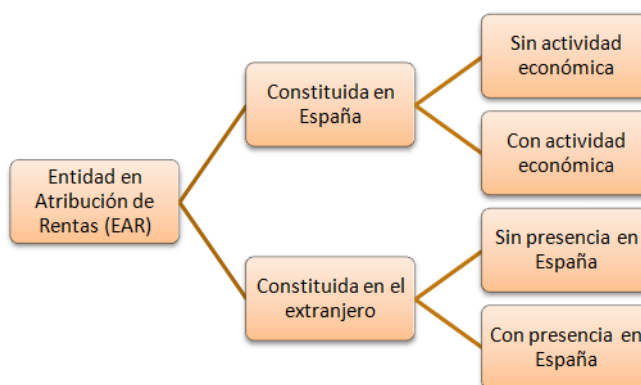 Entidad en
Atribución de
Rentas (EAR)
Constituida en
España
Sin actividad
económica
Con actividad
económica
Constituida en el
extranjero
Sin presencia en
España
Con presencia en
España